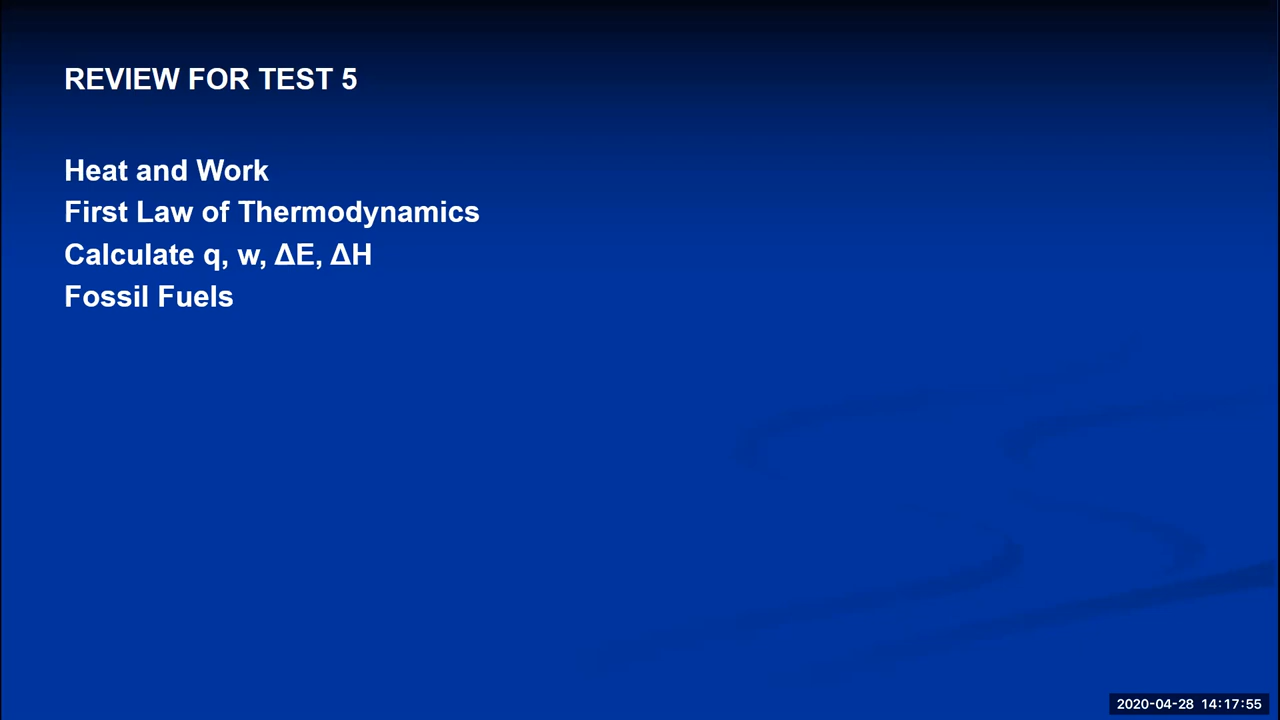 REVIEW FOR TEST 5
Heat and Work
First Law of Thermodynamics
Calculate q, w, ΔE, ΔH
Fossil Fuels
2020-04-28 14:17:55